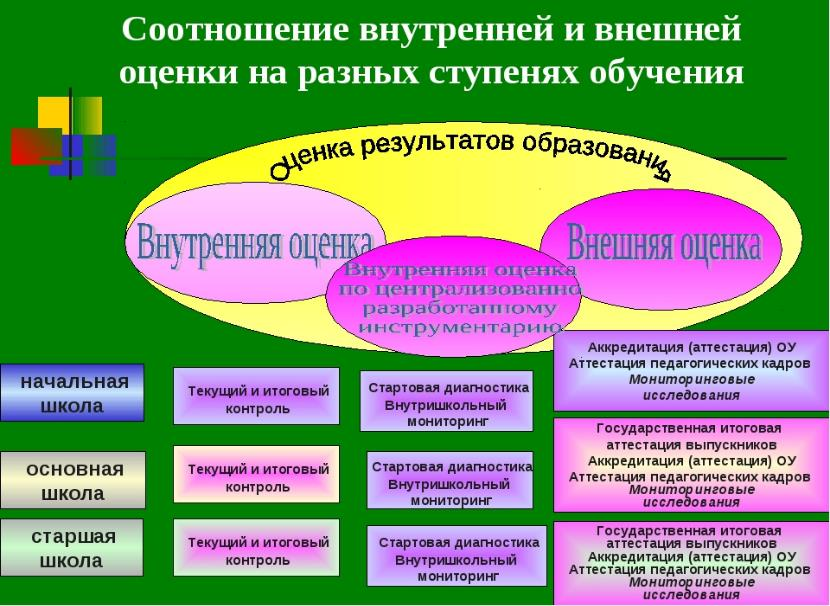 Соотношение внутренней и внешней
оценки на разных ступенях обучения
Оценка результатов образования
Внутренняя оценка
Внешняя оценка
Внутренняя оценка
по централизованно
разработанному
инструментарию
начальная
школа
Текущий и итоговый
контроль
Стартовая диагностика
Внутришкольный
мониторинг
Аккредитация (аттестация) ОУ
Аттестация педагогических кадров
Мониторинговые
исследования
основная
школа
Текущий и итоговый
контроль
Стартовая диагностика
Внутришкольный
мониторинг
Государственная итоговая
аттестация выпускников
Аккредитация (аттестация) ОУ
Аттестация педагогических кадров
Мониторинговые
исследования
старшая
школа
Текущий и итоговый
контроль
Стартовая диагностика
Внутришкольный
мониторинг
Государственная итоговая
аттестация выпускников
Аккредитация (аттестация) ОУ
Аттестация педагогических кадров
Мониторинговые
исследования